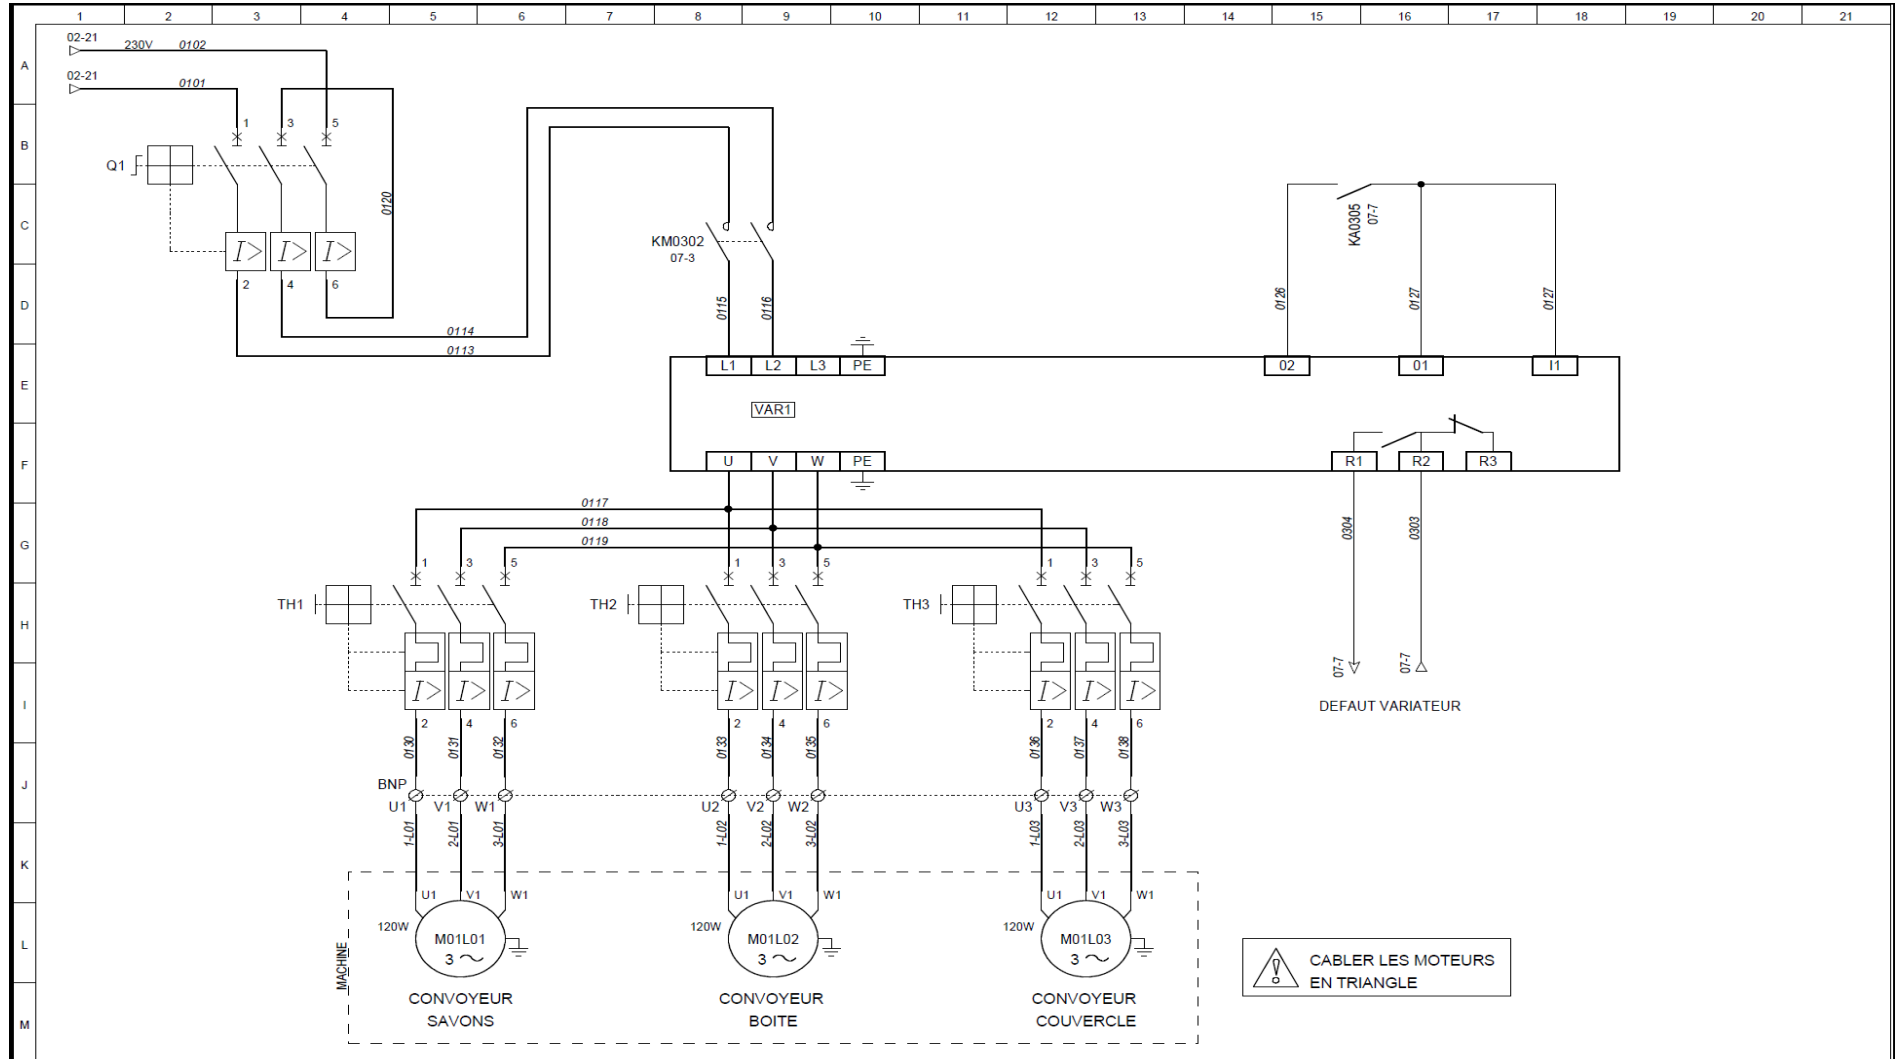 1 2 3 4 5 6 7 8 9 10 11 12 13 14 15 16 17 18 19 20 21
A
B
C
D
E
F
G
H
I
J
K
L
M
02-21
230V 0102
02-21
0101
1 3 5
Q1
0120
I> I> I>
2 4 6
0114
0113
KM0302
07-3
0115 0116
KA0305
07-7
0126 0127 0127
L1 L2 L3 PE
02 01 I1
VAR1
U V W PE
R1 R2 R3
0117
0118
0119
0304 0303
07-7 07-7
DEFAUT VARIATEUR
1 3 5 1 3 5 1 3 5
TH1 TH2 TH3
I> I> I> I> I> I> I> I> I>
2 4 6 2 4 6 2 4 6
0130 0131 0132 0133 0134 0135 0136 0137 0138
BNP
U1 V1 W1 U2 V2 W2 U3 V3 W3
1-L01 2-L01 3-L01 1-L02 2-L02 3-L02 1-L03 2-L03 3-L03
U1 V1 W1 U1 V1 W1 U1 V1 W1
120W 120W 120W
M01L01 M01L02 M01L03
3 3 3
MACHINE
CONVOYEUR
SAVONS
CONVOYEUR
BOITE
CONVOYEUR
COUVERCLE
CABLER LES MOTEURS
EN TRIANGLE